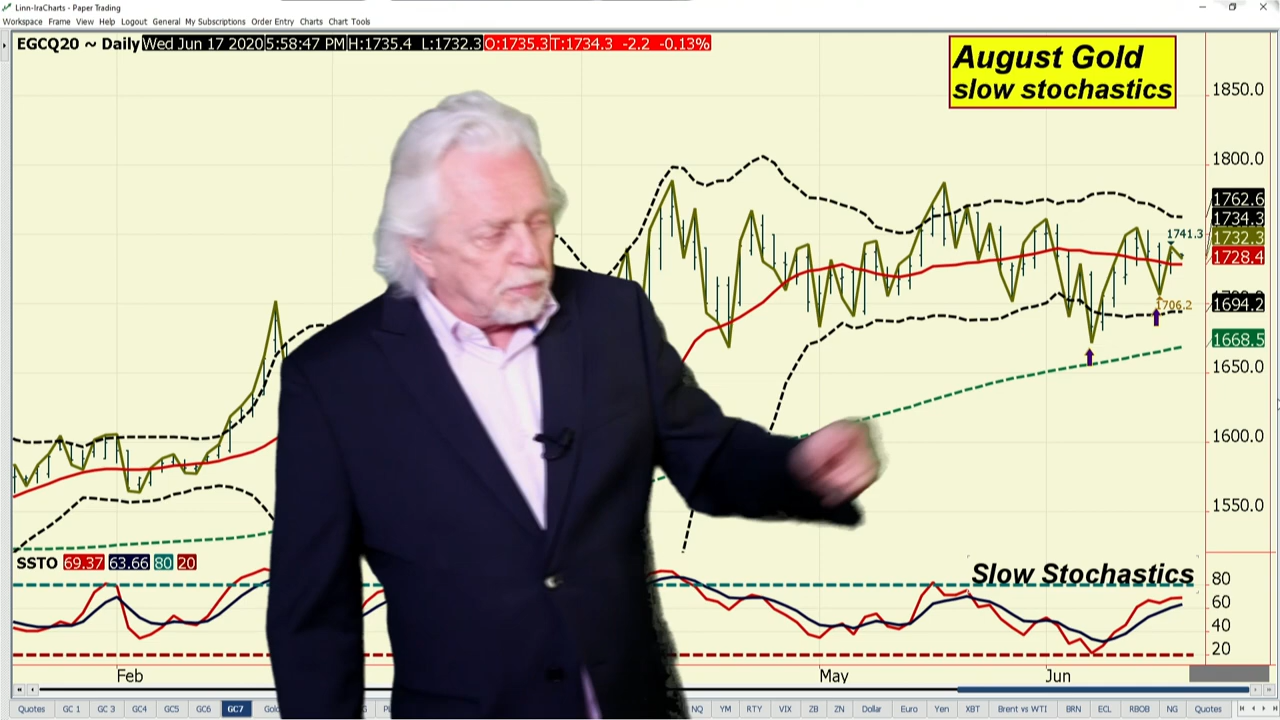 Linn-IraCharts - Paper Trading
Workspace Frame View Help Logout General My Subscriptions Order Entry Charts Chart Tools
EGCQ20 ~ Daily Wed Jun 17 2020 5:58:47 PM H:1735.4 L:1732.3 O:1735.3 T:1734.3 -2.2 -0.13%
August Gold
slow stochastics
1850.0
1800.0
1762.6
1734.3
1741.3
1732.3
1728.4
1706.2
1694.2
1668.5
1650.0
1600.0
1550.0
SSTO 69.37 63.66 80 20
Slow Stochastics
80
60
40
20
Feb May Jun
Quotes GC 1 GC 3 GC4 GC5 GC6 GC7 NQ YM RTY VIX ZB ZN Dollar Euro Yen XBT Brent vs WTI BRN ECL RBOB NG Quotes